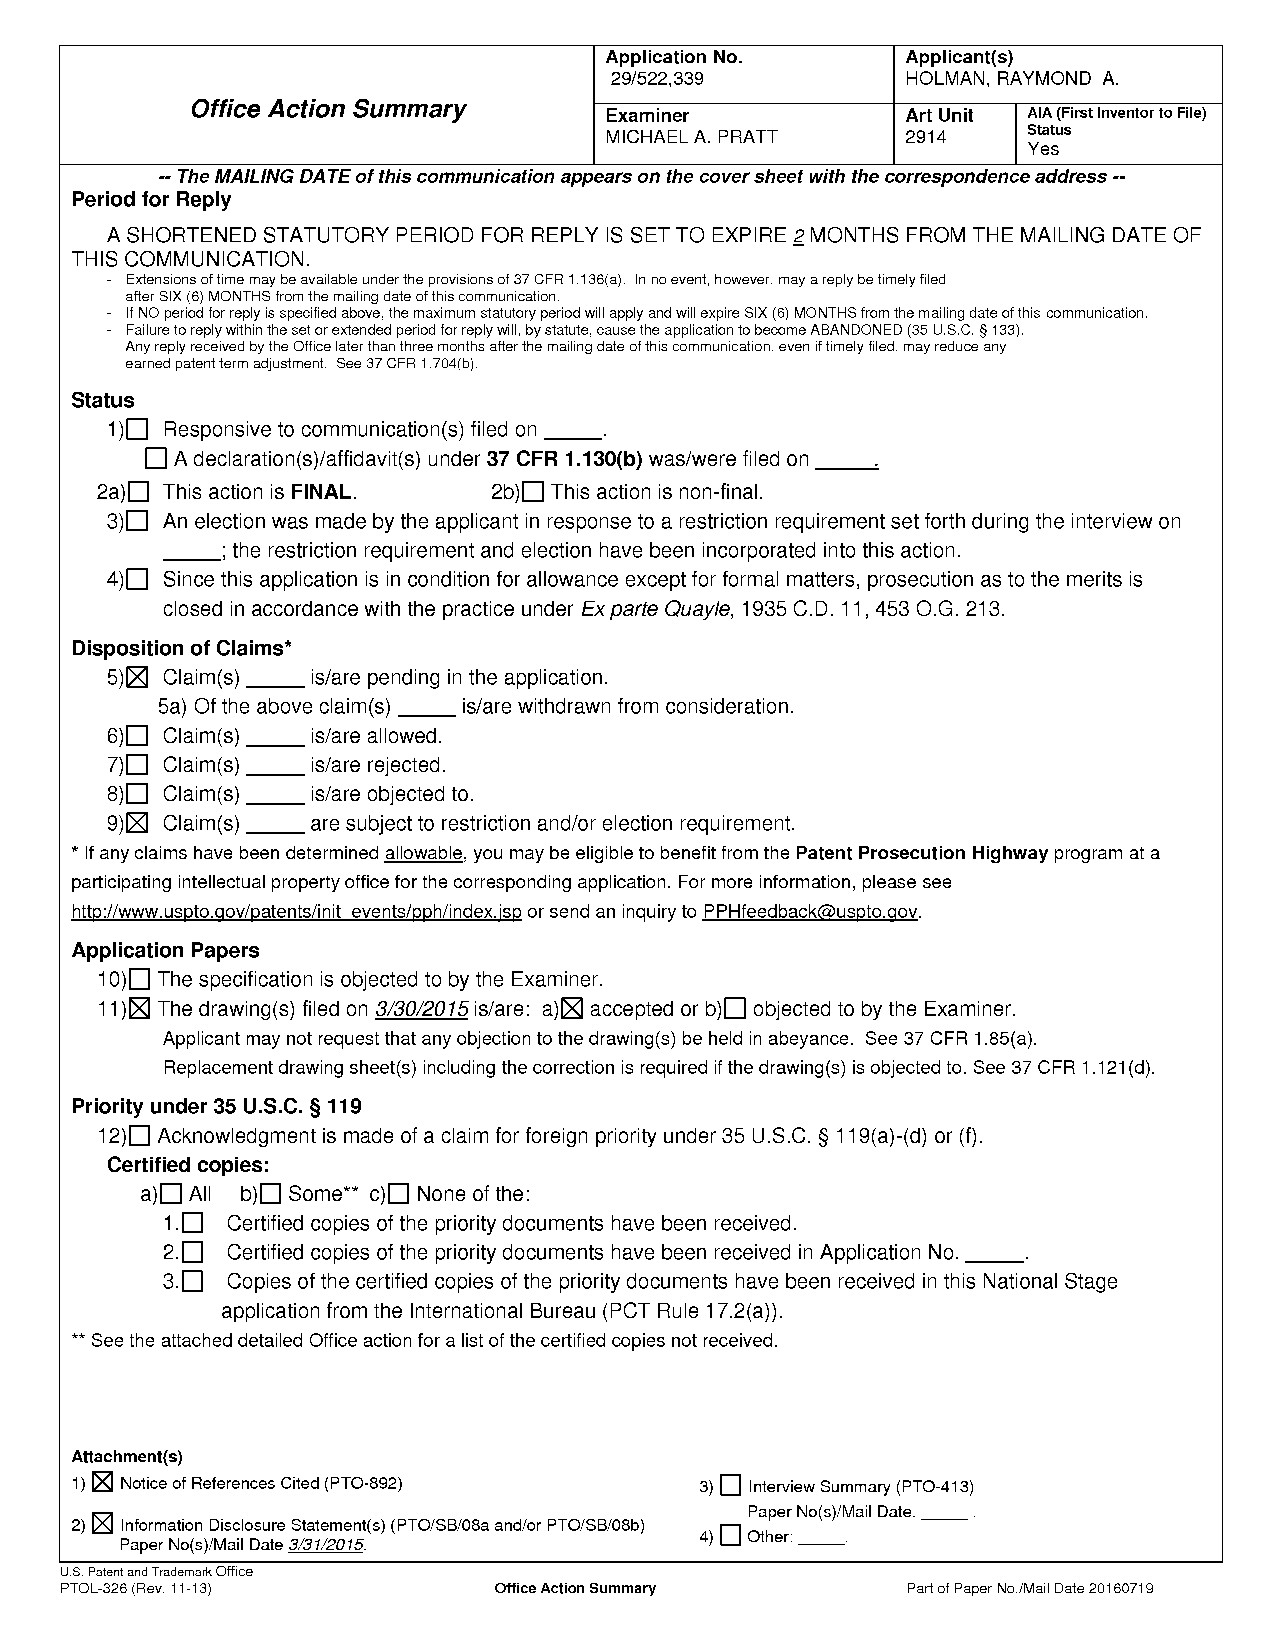 Application No.
29/522,339
Applicant(s)
HOLMAN, RAYMOND A.
Office Action Summary
Examiner
MICHAEL A. PRATT
Art Unit
2914
AIA (First Inventor to File)
Status
Yes
-- The MAILING DATE of this communication appears on the cover sheet with the correspondence address --
Period for Reply
A SHORTENED STATUTORY PERIOD FOR REPLY IS SET TO EXPIRE 2 MONTHS FROM THE MAILING DATE OF
THIS COMMUNICATION.
- Extensions of time may be available under the provisions of 37 CFR 1.136(a). In no event, however. may a reply be timely filed
after SIX (6) MONTHS from the mailing date of this communication.
- If NO period for reply is specified above, the maximum statutory period will apply and will expire SIX (6) MONTHS from the mailing date of this communication.
- Failure to reply within the set or extended period for reply will, by statute, cause the application to become ABANDONED (35 U.S.C. § 133).
Any reply received by the Office later than three months after the mailing date of this communication. even if timely filed. may reduce any
earned patent term adjustment. See 37 CFR 1.704(b).
Status
1)☐ Responsive to communication(s) filed on _____.
☐ A declaration(s)/affidavit(s) under 37 CFR 1.130(b) was/were filed on _____.
2a)☐ This action is FINAL. 2b)☐ This action is non-final.
3)☐ An election was made by the applicant in response to a restriction requirement set forth during the interview on
_____; the restriction requirement and election have been incorporated into this action.
4)☐ Since this application is in condition for allowance except for formal matters, prosecution as to the merits is
closed in accordance with the practice under Ex parte Quayle, 1935 C.D. 11, 453 O.G. 213.
Disposition of Claims*
5)☒ Claim(s) _____ is/are pending in the application.
5a) Of the above claim(s) _____ is/are withdrawn from consideration.
6)☐ Claim(s) _____ is/are allowed.
7)☐ Claim(s) _____ is/are rejected.
8)☐ Claim(s) _____ is/are objected to.
9)☒ Claim(s) _____ are subject to restriction and/or election requirement.
* If any claims have been determined allowable, you may be eligible to benefit from the Patent Prosecution Highway program at a
participating intellectual property office for the corresponding application. For more information, please see
http://www.uspto.gov/patents/init_events/pph/index.jsp or send an inquiry to PPHfeedback@uspto.gov.
Application Papers
10)☐ The specification is objected to by the Examiner.
11)☒ The drawing(s) filed on 3/30/2015 is/are: a)☒ accepted or b)☐ objected to by the Examiner.
Applicant may not request that any objection to the drawing(s) be held in abeyance. See 37 CFR 1.85(a).
Replacement drawing sheet(s) including the correction is required if the drawing(s) is objected to. See 37 CFR 1.121(d).
Priority under 35 U.S.C. § 119
12)☐ Acknowledgment is made of a claim for foreign priority under 35 U.S.C. § 119(a)-(d) or (f).
Certified copies:
a)☐ All b)☐ Some** c)☐ None of the:
1.☐ Certified copies of the priority documents have been received.
2.☐ Certified copies of the priority documents have been received in Application No. _____.
3.☐ Copies of the certified copies of the priority documents have been received in this National Stage
application from the International Bureau (PCT Rule 17.2(a)).
** See the attached detailed Office action for a list of the certified copies not received.
Attachment(s)
1) ☒ Notice of References Cited (PTO-892)
2) ☒ Information Disclosure Statement(s) (PTO/SB/08a and/or PTO/SB/08b)
Paper No(s)/Mail Date 3/31/2015.
3) ☐ Interview Summary (PTO-413)
Paper No(s)/Mail Date. _____ .
4) ☐ Other: _____.
U.S. Patent and Trademark Office
PTOL-326 (Rev. 11-13) Office Action Summary Part of Paper No./Mail Date 20160719